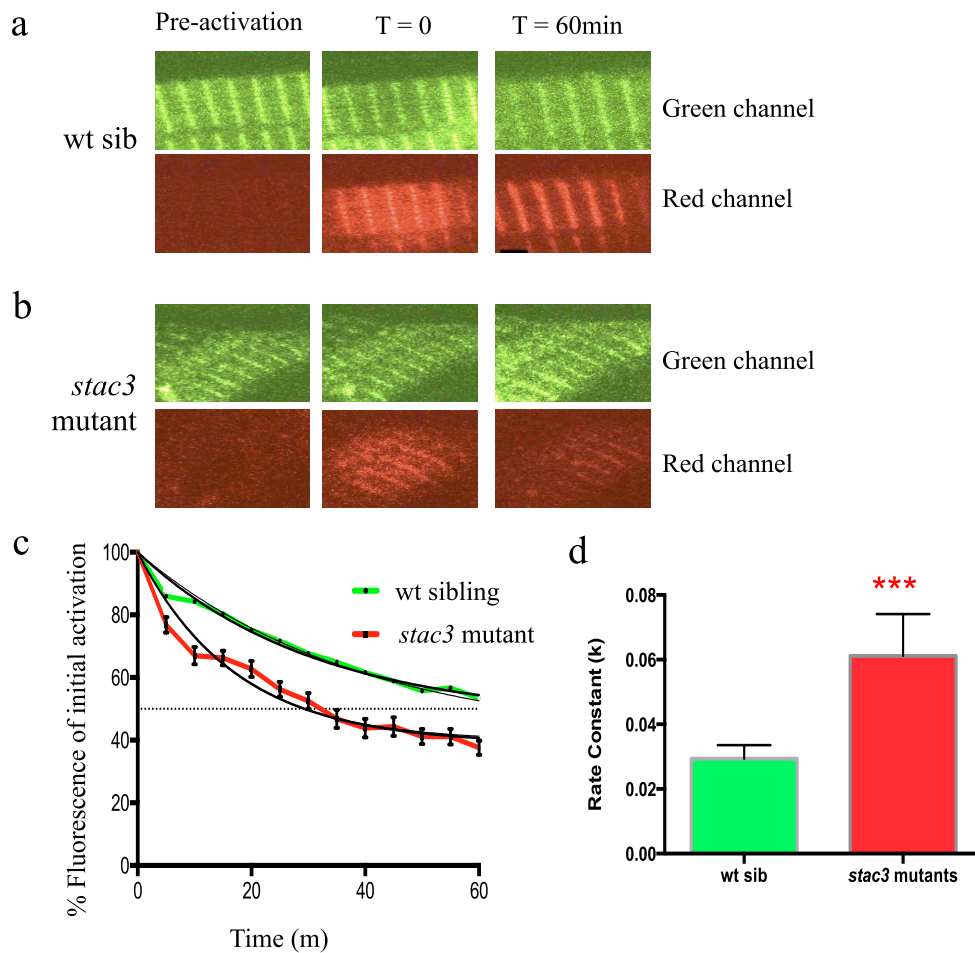 a
Pre-activation
T = 0
T = 60min
wt sib
Green channel
Red channel
b
stac3
mutant
Green channel
Red channel
c
% Fluorescence of initial activation
100
80
60
40
20
0
0
20
40
60
Time (m)
wt sibling
stac3 mutant
d
***
Rate Constant (k)
0.08
0.06
0.04
0.02
0.00
wt sib
stac3 mutants